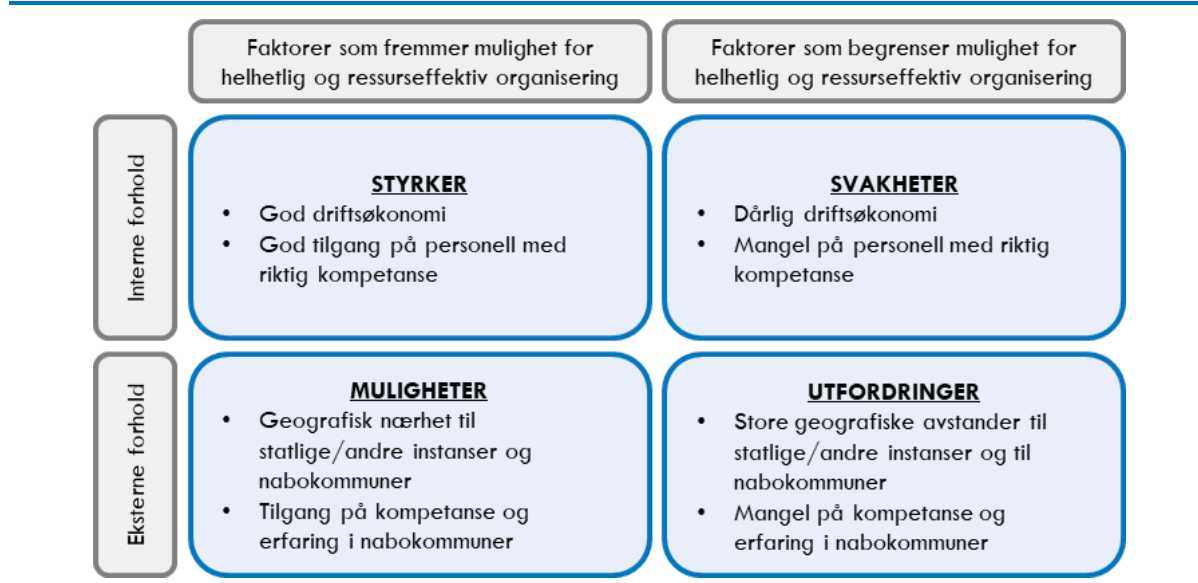 Faktorer som fremmer mulighet for
helhetlig og ressurseffektiv organisering
Faktorer som begrenser mulighet for
helhetlig og ressurseffektiv organisering
Interne forhold
STYRKER
• God driftsøkonomi
• God tilgang på personell med
riktig kompetanse
SVAKHETER
• Dårlig driftsøkonomi
• Mangel på personell med riktig
kompetanse
Eksterne forhold
MULIGHETER
• Geografisk nærhet til
statlige/andre instanser og
nabokommuner
• Tilgang på kompetanse og
erfaring i nabokommuner
UTFORDRINGER
• Store geografiske avstander til
statlige/andre instanser og til
nabokommuner
• Mangel på kompetanse og
erfaring i nabokommuner